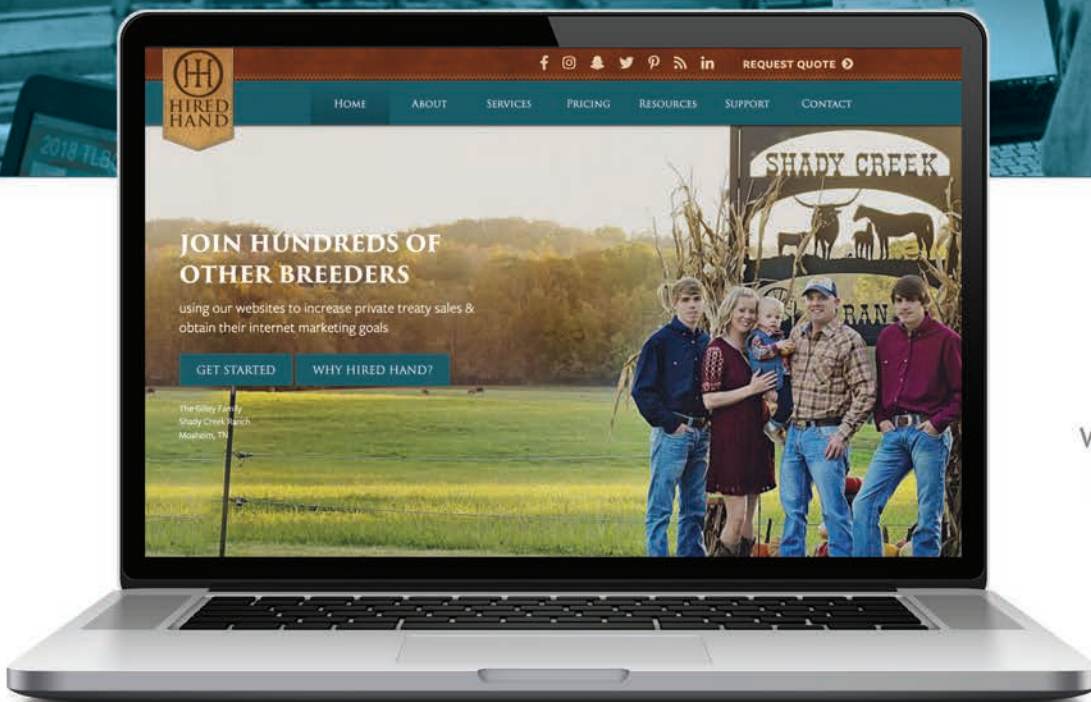 2018 TLB
HH
HIRED
HAND
REQUEST QUOTE
HOME ABOUT SERVICES PRICING RESOURCES SUPPORT CONTACT
SHADY CREEK
RAN
JOIN HUNDREDS OF
OTHER BREEDERS
using our websites to increase private treaty sales &
obtain their internet marketing goals
GET STARTED WHY HIRED HAND?
The Gilley Family
Shady Creek Ranch
Mosheim, TN